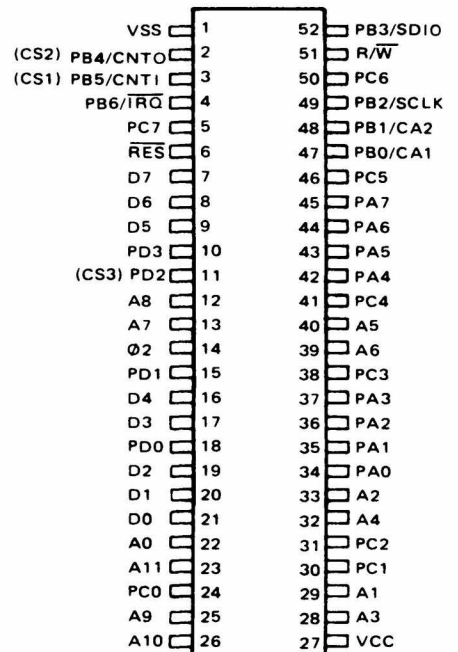 VSS 1 52 PB3/SDIO
(CS2) PB4/CNTO 2 51 R/W̅
(CS1) PB5/CNTI 3 50 PC6
PB6/I̅R̅Q̅ 4 49 PB2/SCLK
PC7 5 48 PB1/CA2
R̅E̅S̅ 6 47 PB0/CA1
D7 7 46 PC5
D6 8 45 PA7
D5 9 44 PA6
PD3 10 43 PA5
(CS3) PD2 11 42 PA4
A8 12 41 PC4
A7 13 40 A5
Ø2 14 39 A6
PD1 15 38 PC3
D4 16 37 PA3
D3 17 36 PA2
PD0 18 35 PA1
D2 19 34 PA0
D1 20 33 A2
D0 21 32 A4
A0 22 31 PC2
A11 23 30 PC1
PC0 24 29 A1
A9 25 28 A3
A10 26 27 VCC